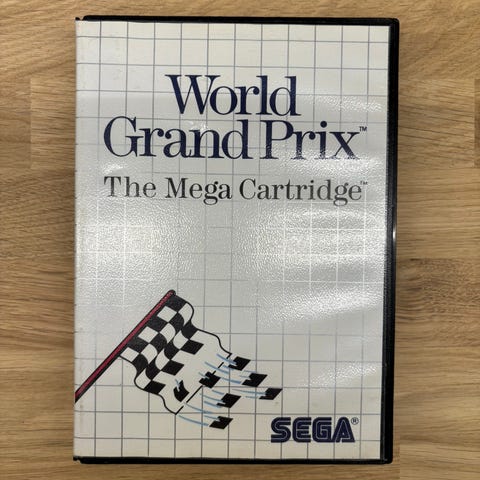 World
Grand Prix™
The Mega Cartridge™
SEGA®